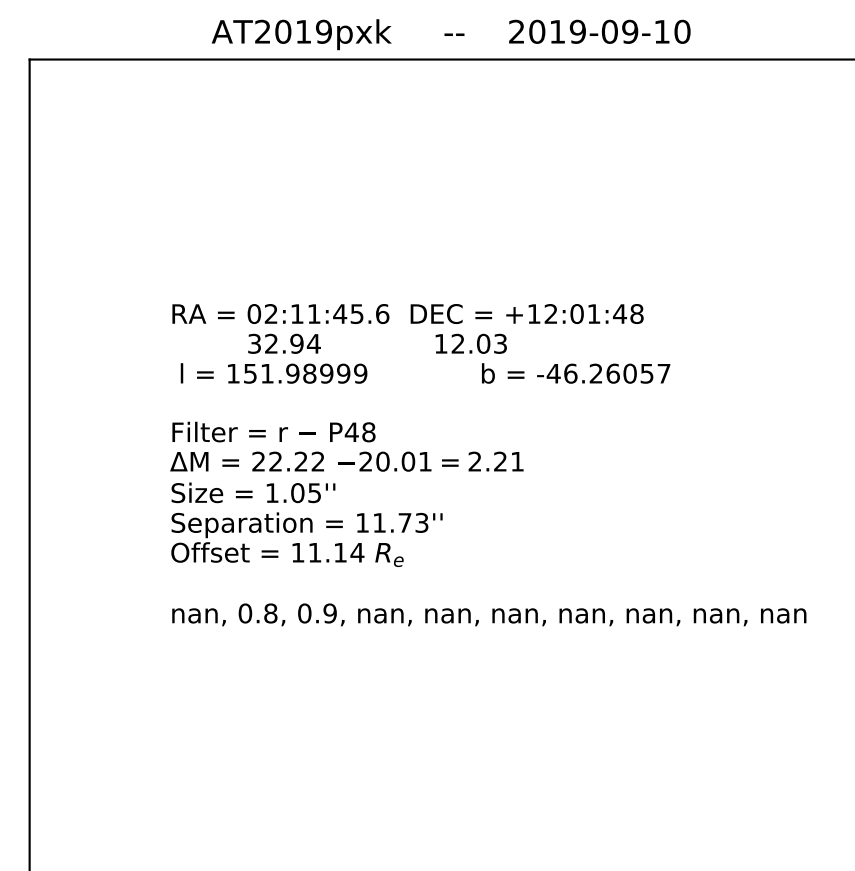 AT2019pxk -- 2019-09-10
RA = 02:11:45.6 DEC = +12:01:48
32.94 12.03
l = 151.98999 b = -46.26057
Filter = r − P48
ΔM = 22.22 −20.01 = 2.21
Size = 1.05''
Separation = 11.73''
Offset = 11.14 Rₑ
nan, 0.8, 0.9, nan, nan, nan, nan, nan, nan, nan